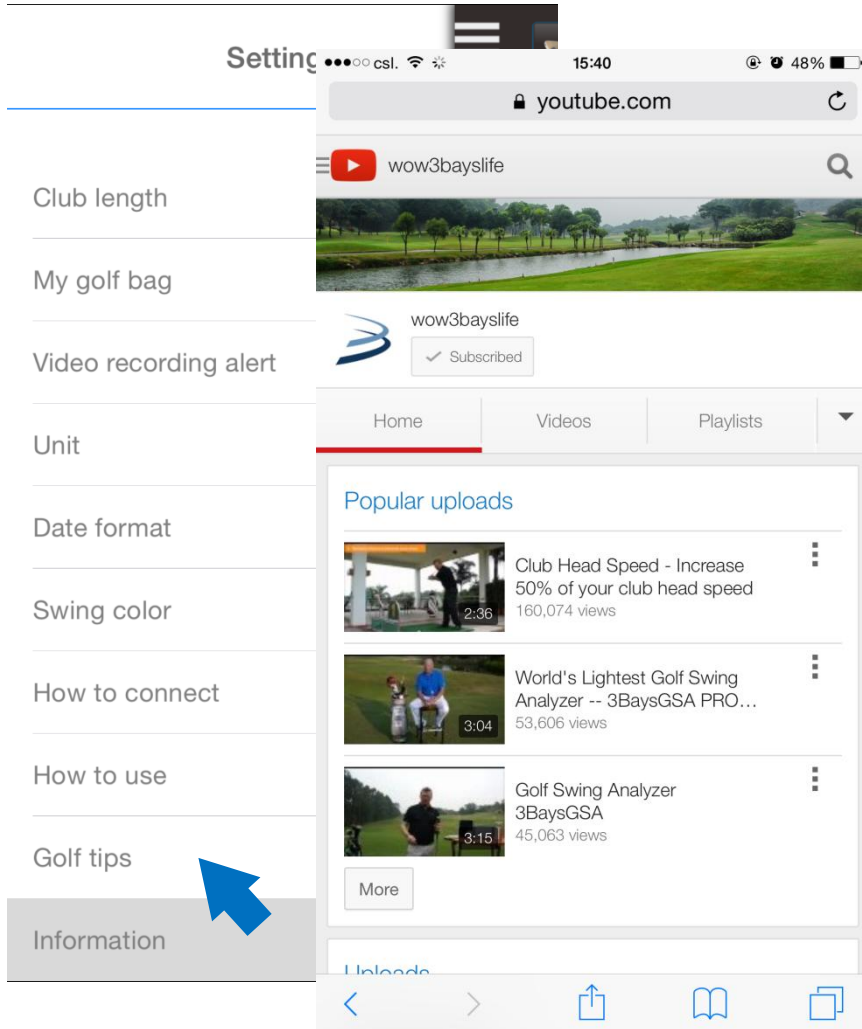 Setting
Club length
My golf bag
Video recording alert
Unit
Date format
Swing color
How to connect
How to use
Golf tips
Information
csl.
15:40
48%
youtube.com
wow3bayslife
wow3bayslife
Subscribed
Home
Videos
Playlists
Popular uploads
Club Head Speed - Increase
50% of your club head speed
160,074 views
2:36
World's Lightest Golf Swing
Analyzer -- 3BaysGSA PRO...
53,606 views
3:04
Golf Swing Analyzer
3BaysGSA
45,063 views
3:15
More
Uploads